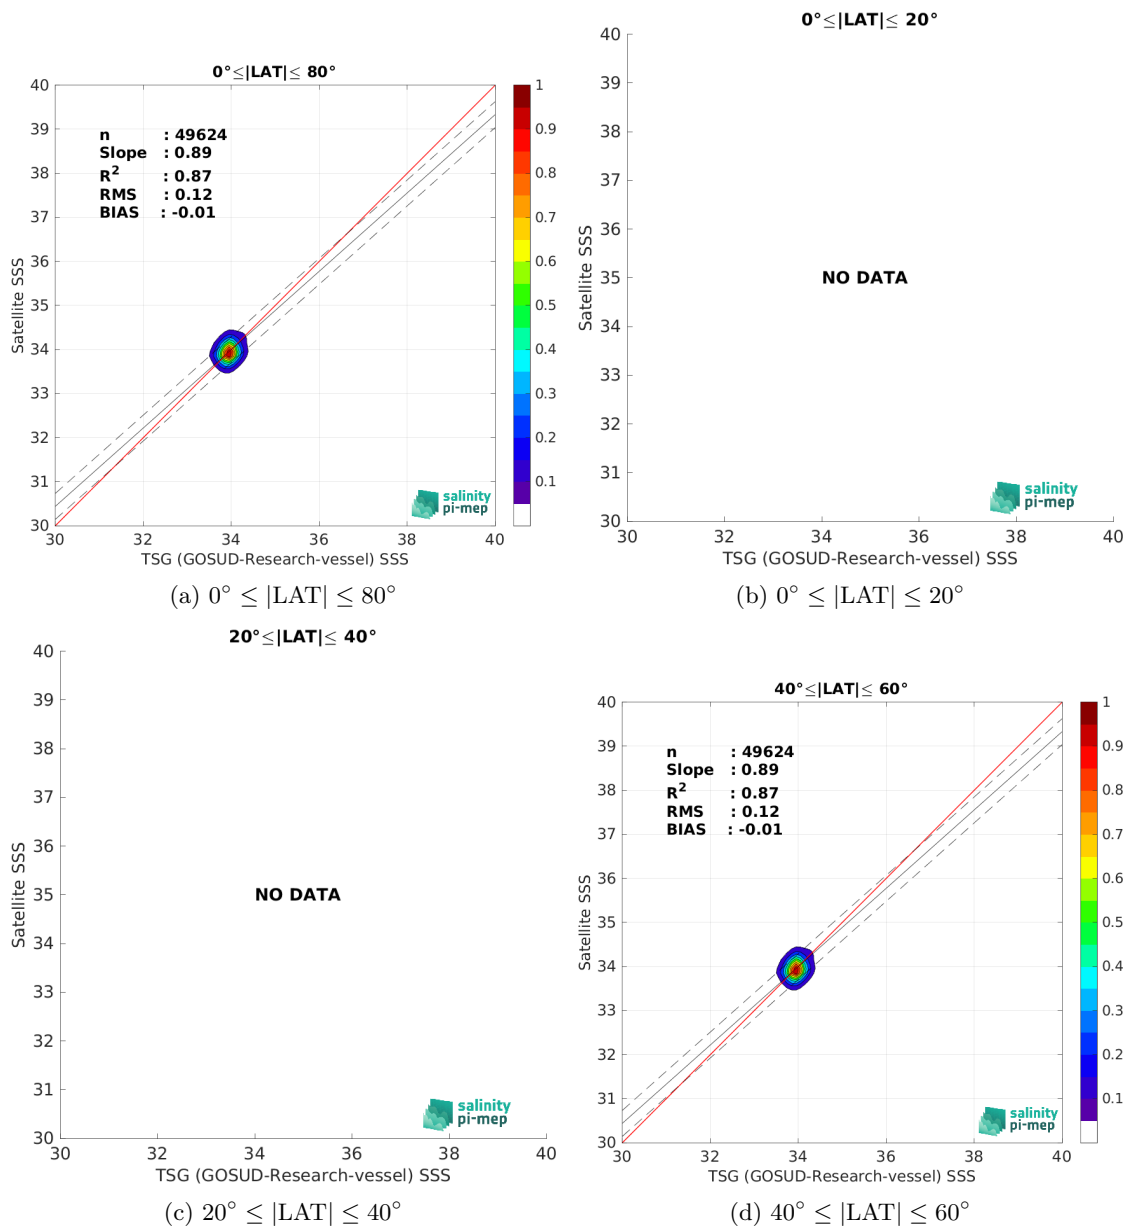 0°≤|LAT|≤ 80°
n : 49624
Slope : 0.89
R² : 0.87
RMS : 0.12
BIAS : -0.01
Satellite SSS
40
39
38
37
36
35
34
33
32
31
30
30 32 34 36 38 40
TSG (GOSUD-Research-vessel) SSS
1
0.9
0.8
0.7
0.6
0.5
0.4
0.3
0.2
0.1
salinity
pi-mep
(a) 0° ≤ |LAT| ≤ 80°
0°≤|LAT|≤ 20°
Satellite SSS
40
39
38
37
36
35
34
33
32
31
30
NO DATA
30 32 34 36 38 40
TSG (GOSUD-Research-vessel) SSS
salinity
pi-mep
(b) 0° ≤ |LAT| ≤ 20°
20°≤|LAT|≤ 40°
Satellite SSS
40
39
38
37
36
35
34
33
32
31
30
NO DATA
30 32 34 36 38 40
TSG (GOSUD-Research-vessel) SSS
salinity
pi-mep
(c) 20° ≤ |LAT| ≤ 40°
40°≤|LAT|≤ 60°
n : 49624
Slope : 0.89
R² : 0.87
RMS : 0.12
BIAS : -0.01
Satellite SSS
40
39
38
37
36
35
34
33
32
31
30
30 32 34 36 38 40
TSG (GOSUD-Research-vessel) SSS
1
0.9
0.8
0.7
0.6
0.5
0.4
0.3
0.2
0.1
salinity
pi-mep
(d) 40° ≤ |LAT| ≤ 60°